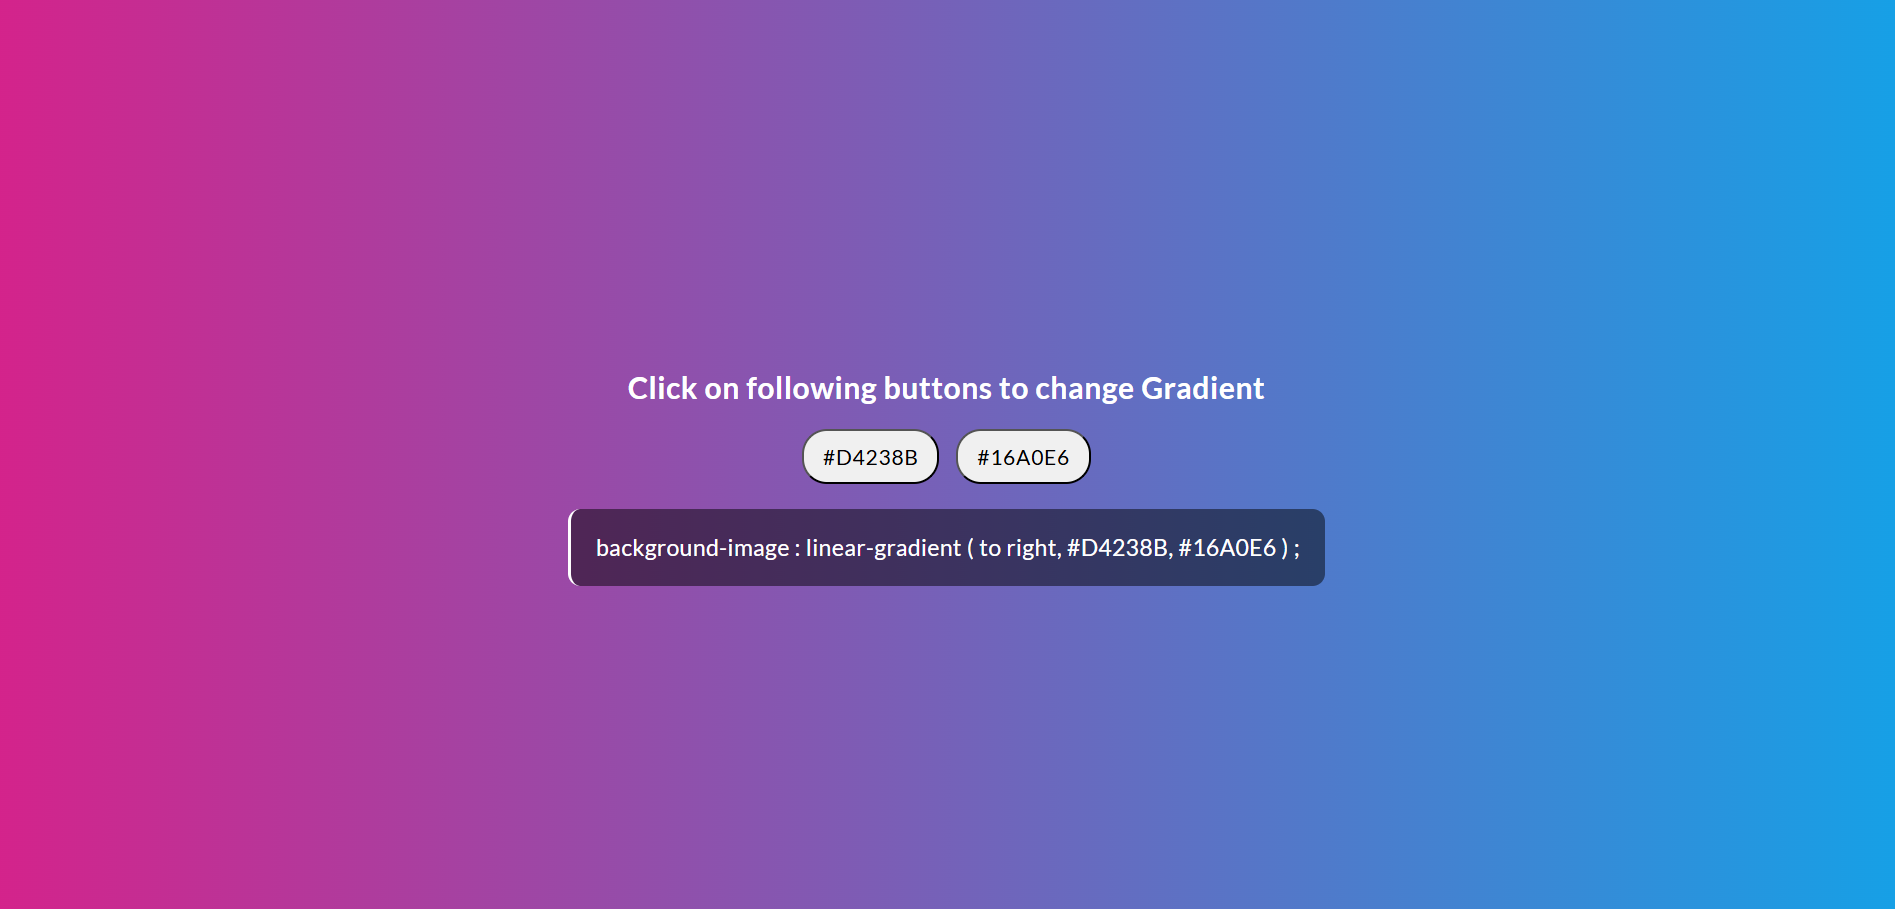 Click on following buttons to change Gradient
#D4238B #16A0E6
background-image : linear-gradient ( to right, #D4238B, #16A0E6 ) ;